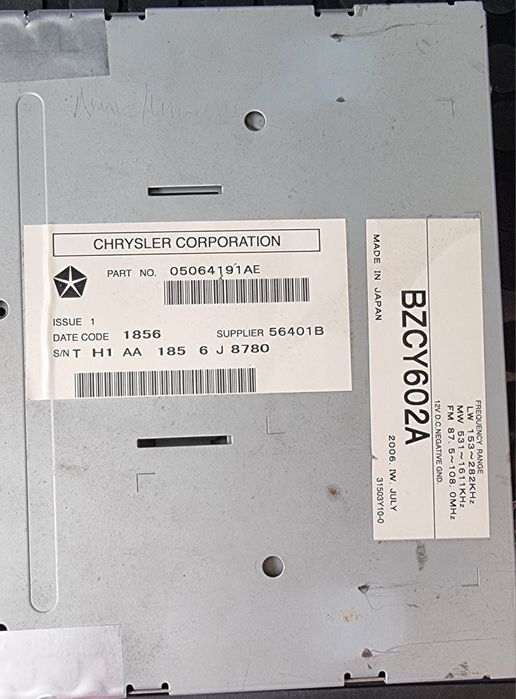 CHRYSLER CORPORATION
PART NO. 05064191AE
ISSUE 1
DATE CODE 1856 SUPPLIER 56401B
S/N T H1 AA 185 6 J 8780
FREQUENCY RANGE
LW 153~282KHz
MW 531~1611KHz
FM 87.5~108.0MHz
12V D.C.NEGATIVE GND.
BZCY602A
MADE IN JAPAN
2006. IW. JULY
31503Y10-0